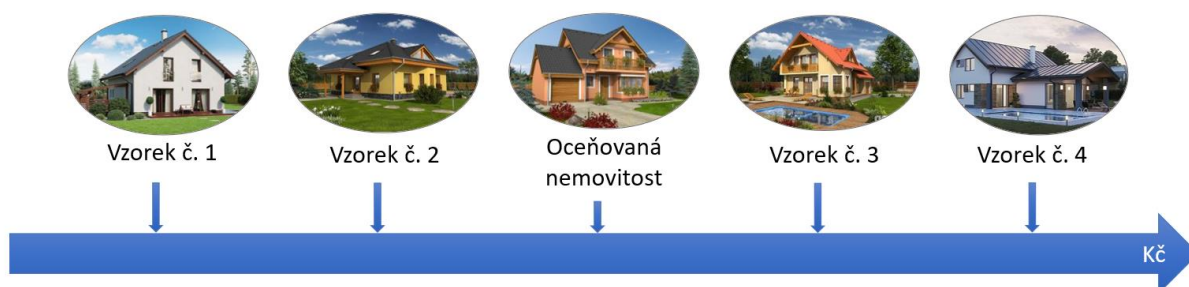 Vzorek č. 1
Vzorek č. 2
Oceňovaná
nemovitost
Vzorek č. 3
Vzorek č. 4
Kč